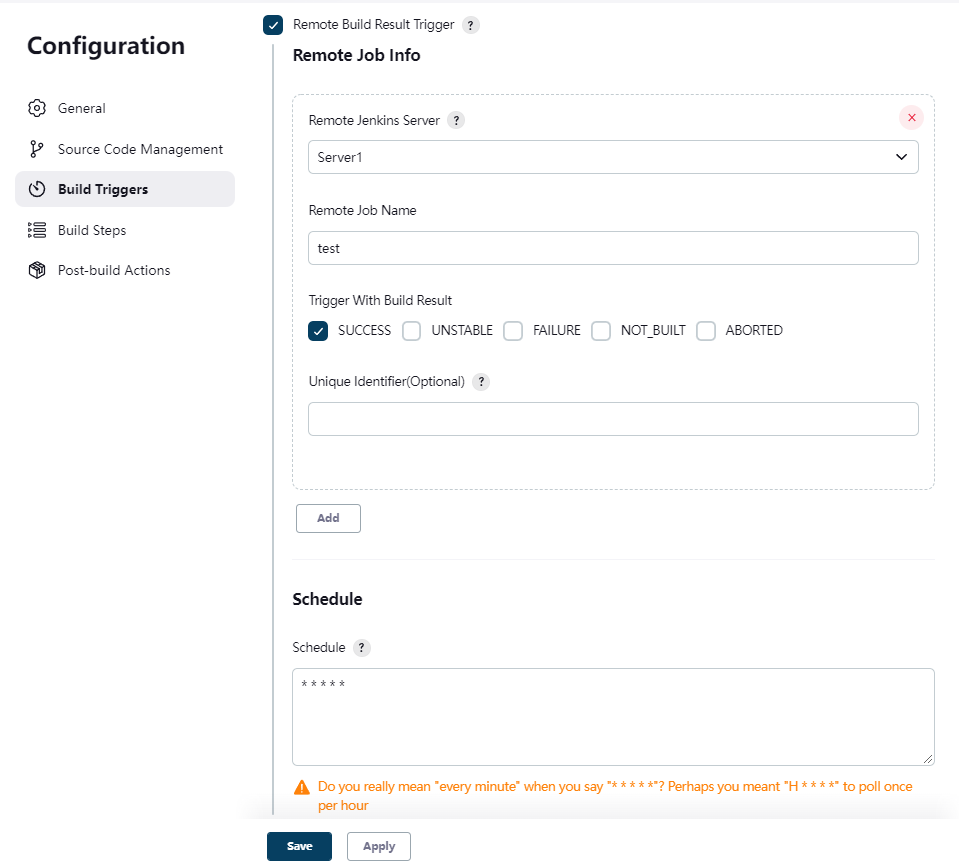 Configuration
General
Source Code Management
Build Triggers
Build Steps
Post-build Actions
Remote Build Result Trigger ?
Remote Job Info
Remote Jenkins Server ?
Server1
Remote Job Name
test
Trigger With Build Result
SUCCESS UNSTABLE FAILURE NOT_BUILT ABORTED
Unique Identifier(Optional) ?
Add
Schedule
Schedule ?
* * * * *
Do you really mean "every minute" when you say "* * * * *"? Perhaps you meant "H * * * *" to poll once
per hour
Save Apply